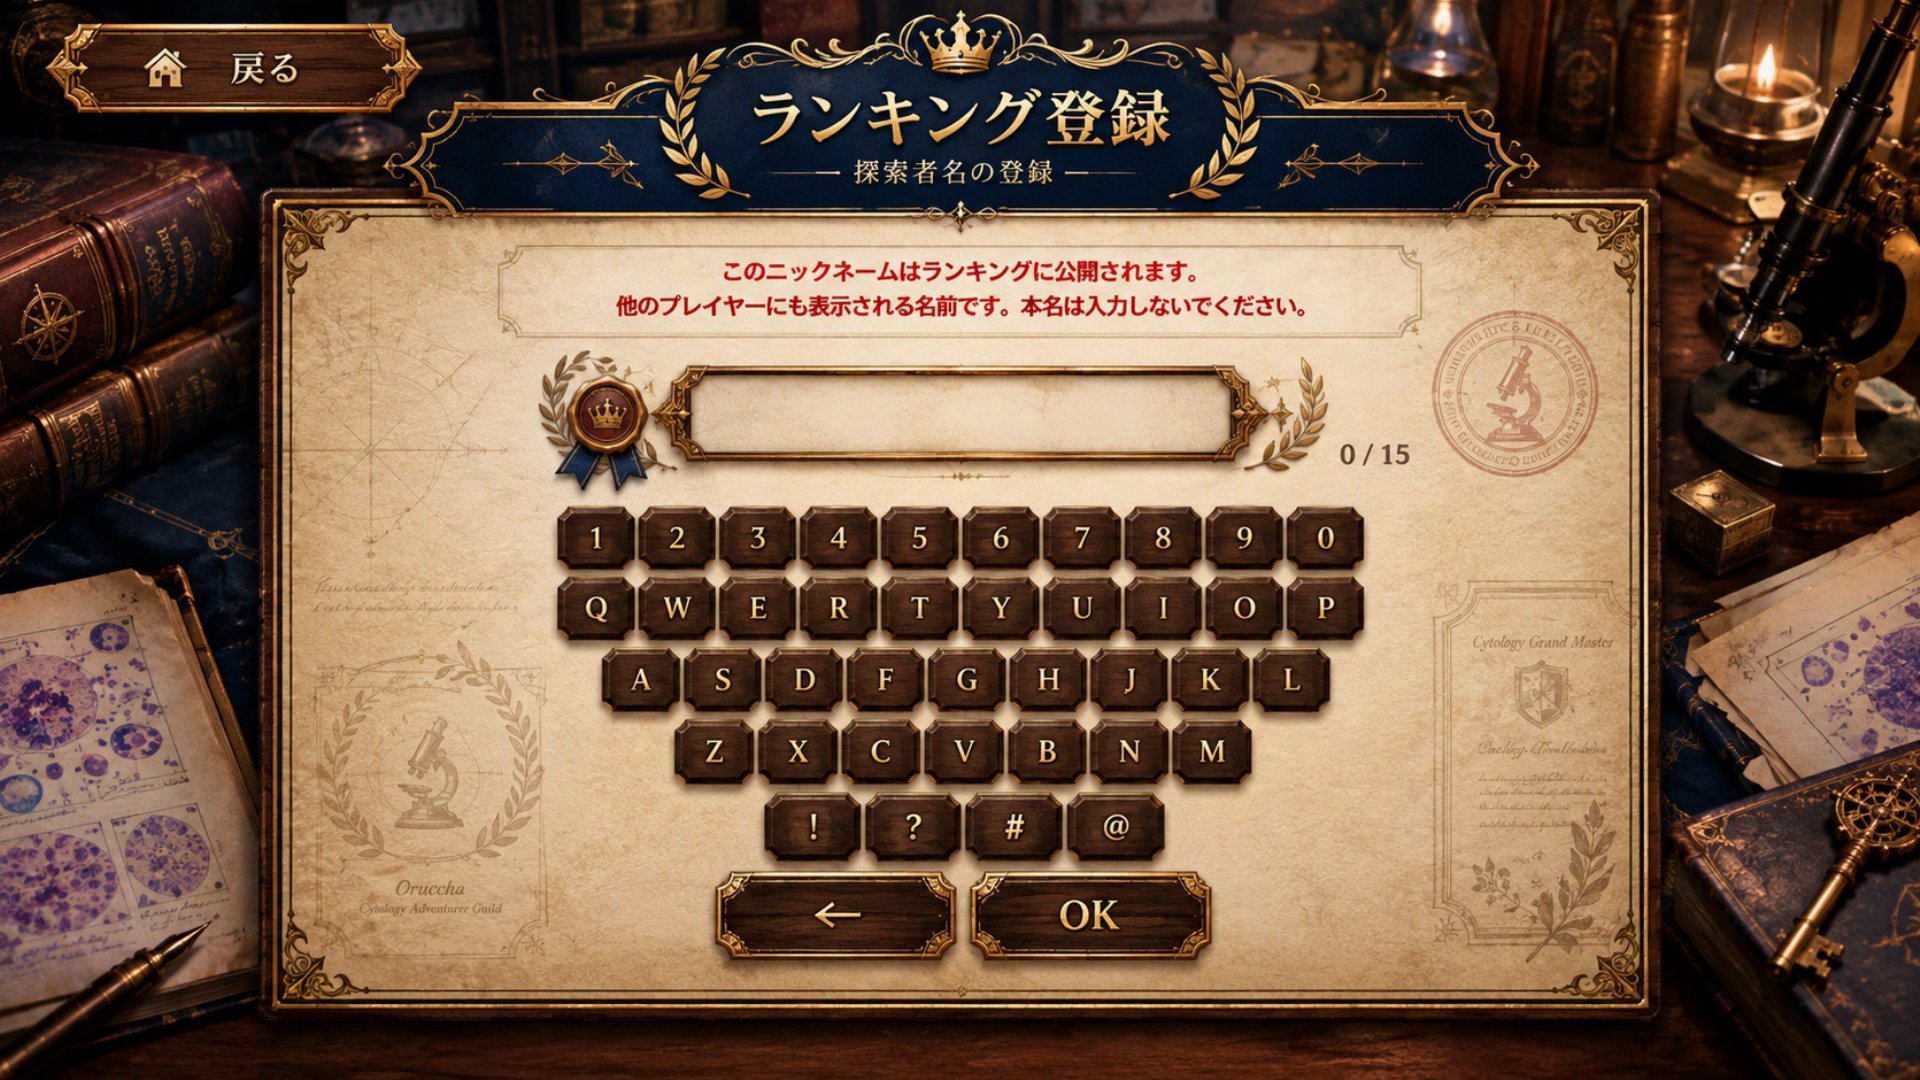 戻る
ランキング登録
探索者名の登録
このニックネームはランキングに公開されます。
他のプレイヤーにも表示される名前です。本名は入力しないでください。
0 / 15
1 2 3 4 5 6 7 8 9 0
Q W E R T Y U I O P
A S D F G H J K L
Z X C V B N M
! ? # @
← OK
Oruccha
Cytology Adventurer Guild
Cytology Grand Master